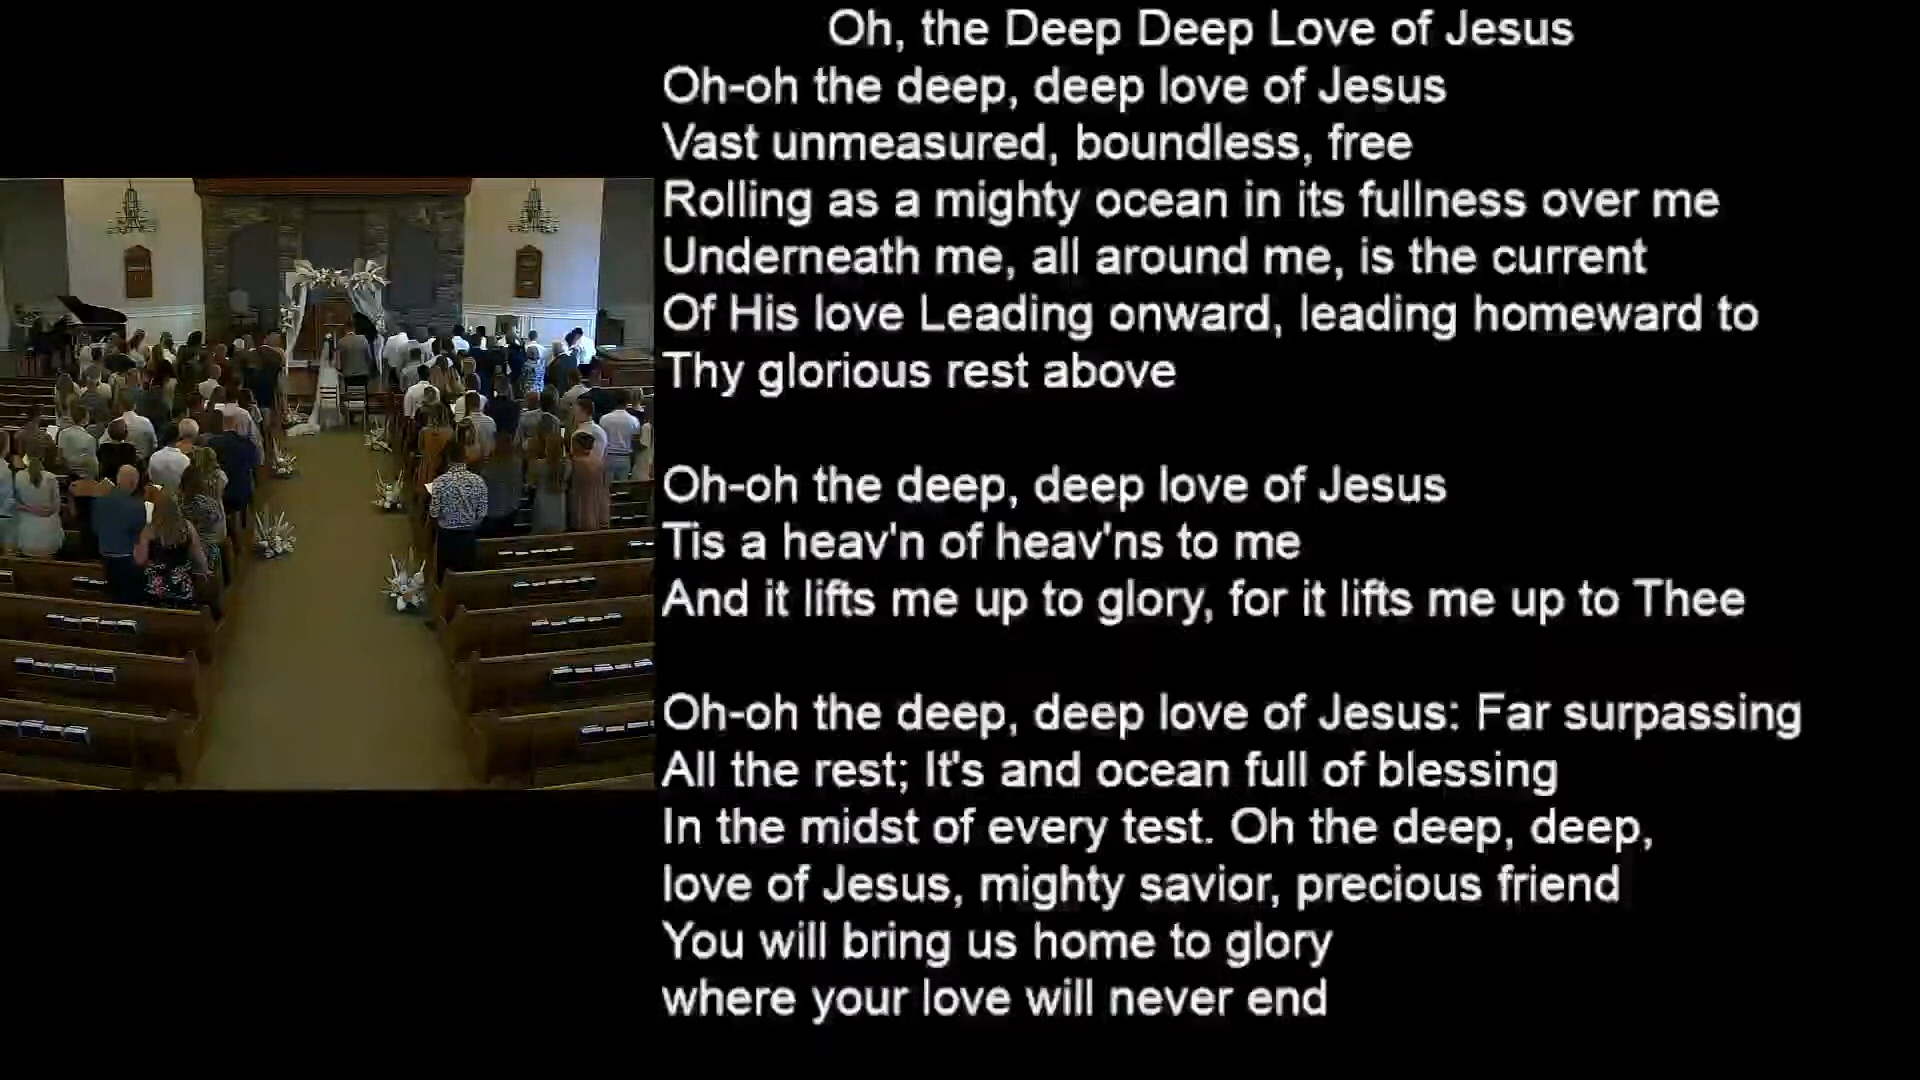 Oh, the Deep Deep Love of Jesus
Oh-oh the deep, deep love of Jesus
Vast unmeasured, boundless, free
Rolling as a mighty ocean in its fullness over me
Underneath me, all around me, is the current
Of His love Leading onward, leading homeward to
Thy glorious rest above
Oh-oh the deep, deep love of Jesus
Tis a heav'n of heav'ns to me
And it lifts me up to glory, for it lifts me up to Thee
Oh-oh the deep, deep love of Jesus: Far surpassing
All the rest; It's and ocean full of blessing
In the midst of every test. Oh the deep, deep,
love of Jesus, mighty savior, precious friend
You will bring us home to glory
where your love will never end